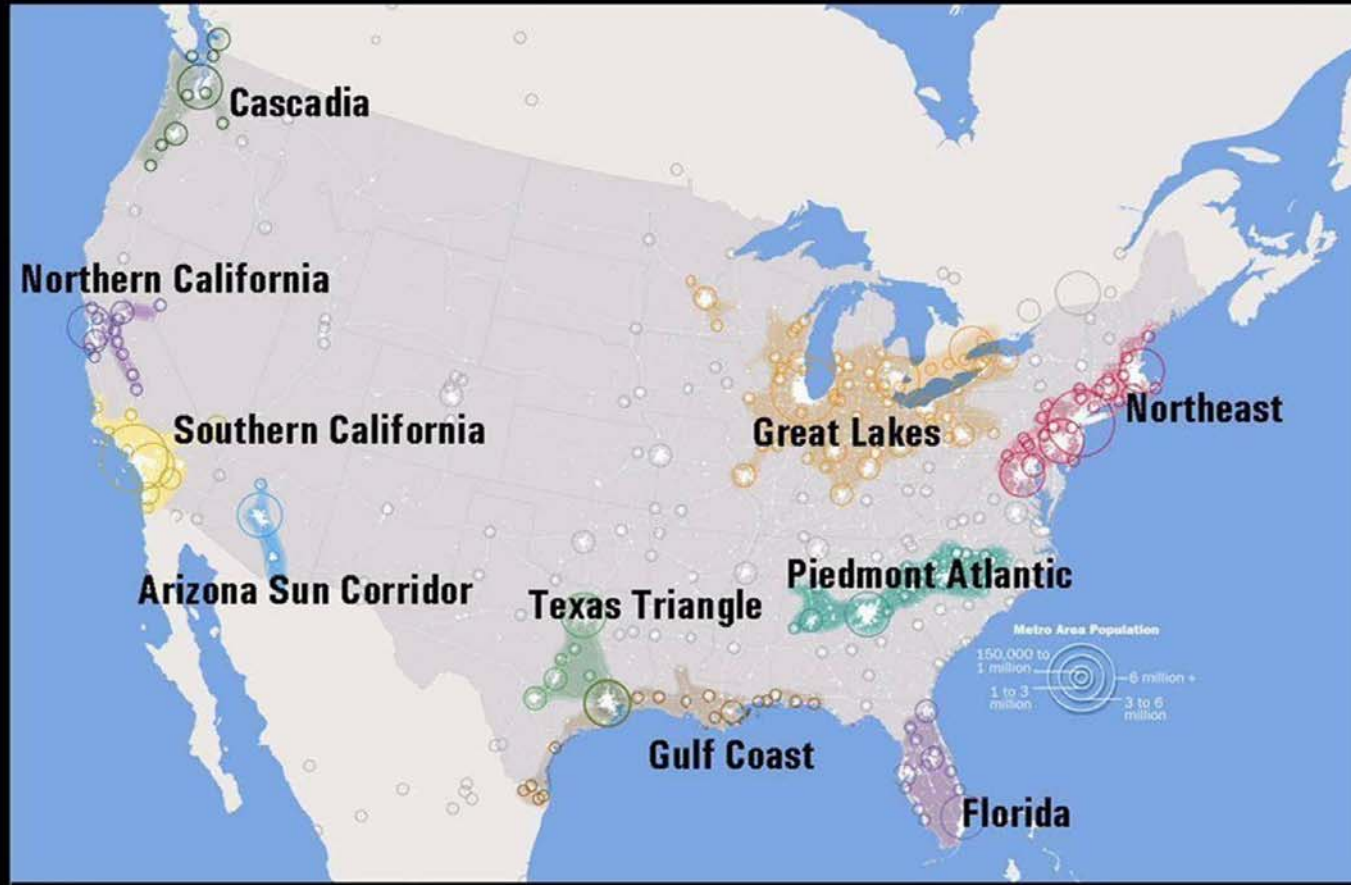 Cascadia
Northern California
Southern California
Great Lakes
Northeast
Arizona Sun Corridor
Texas Triangle
Piedmont Atlantic
Gulf Coast
Florida
Metro Area Population
150,000 to
1 million
1 to 3
million
6 million +
3 to 6
million